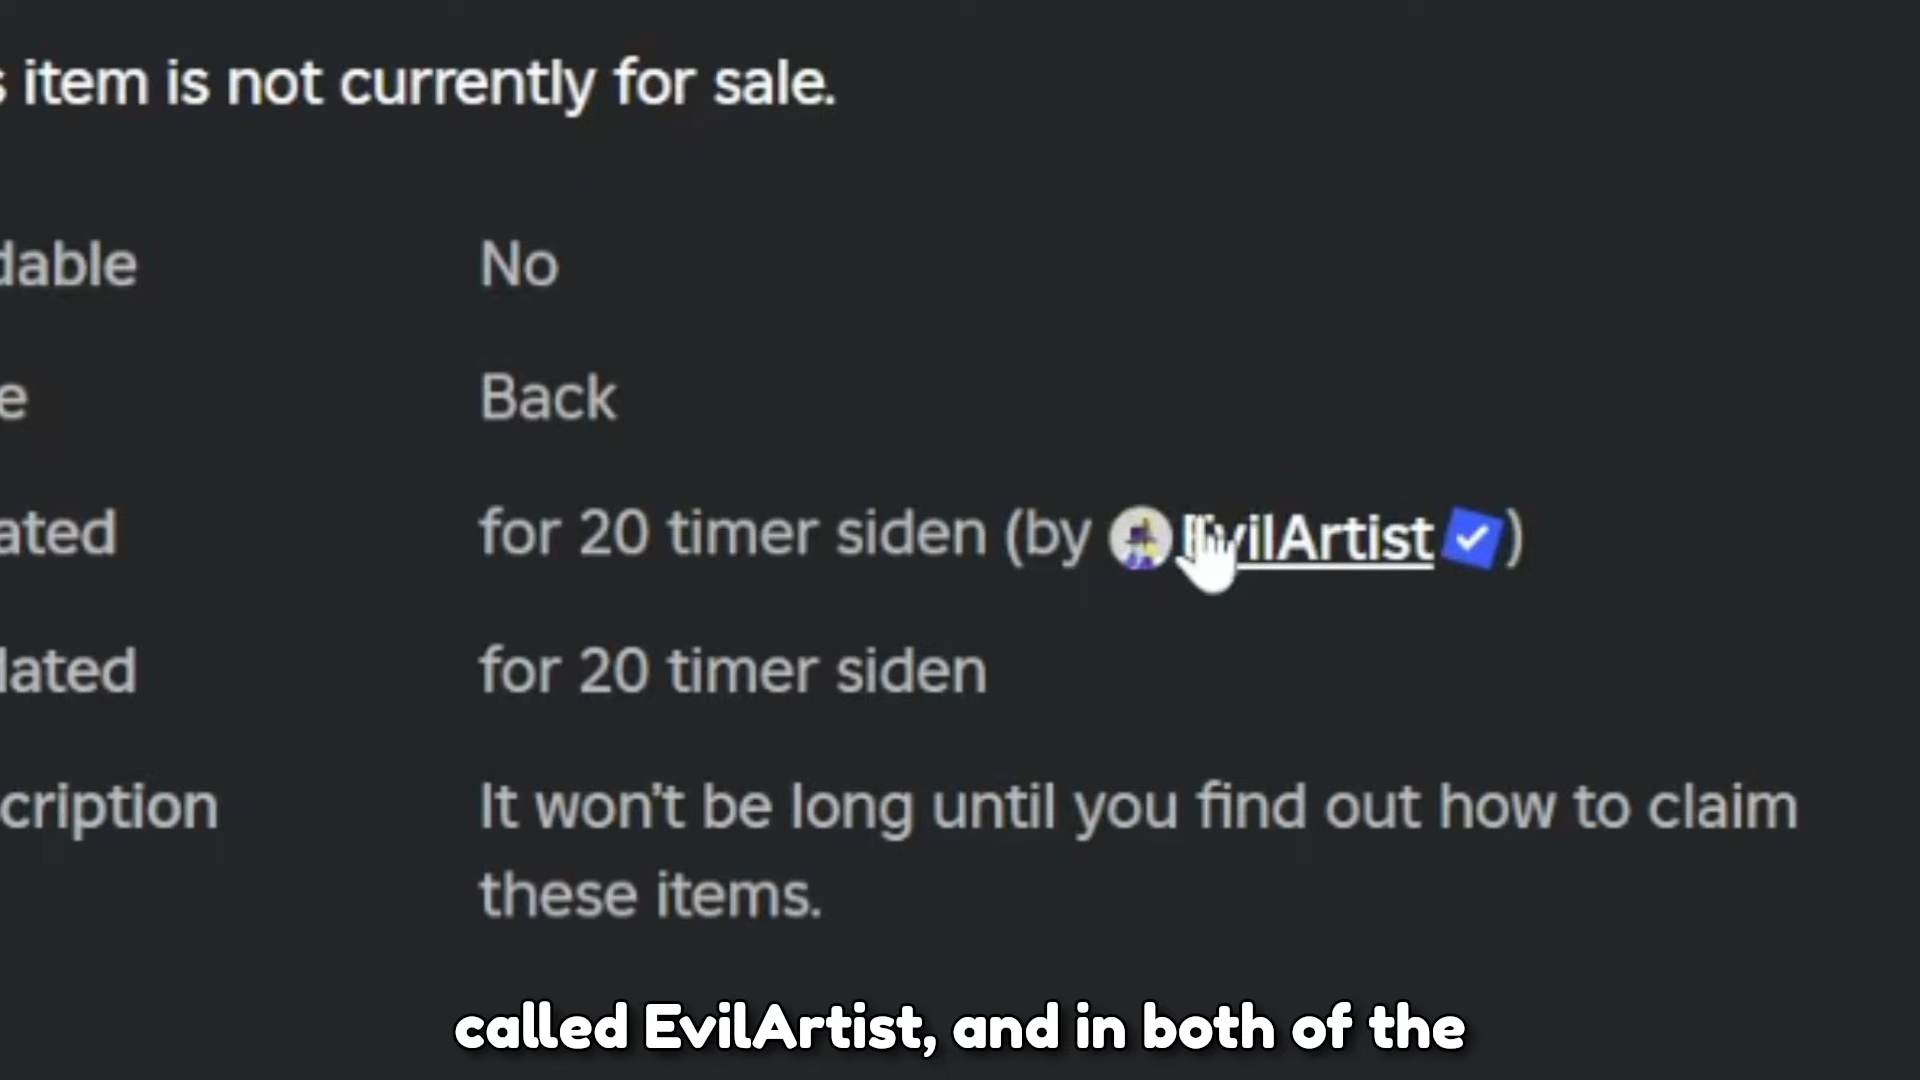 item is not currently for sale.
dable No
e Back
ated for 20 timer siden (by EvilArtist)
lated for 20 timer siden
cription It won't be long until you find out how to claim
these items.
called EvilArtist, and in both of the